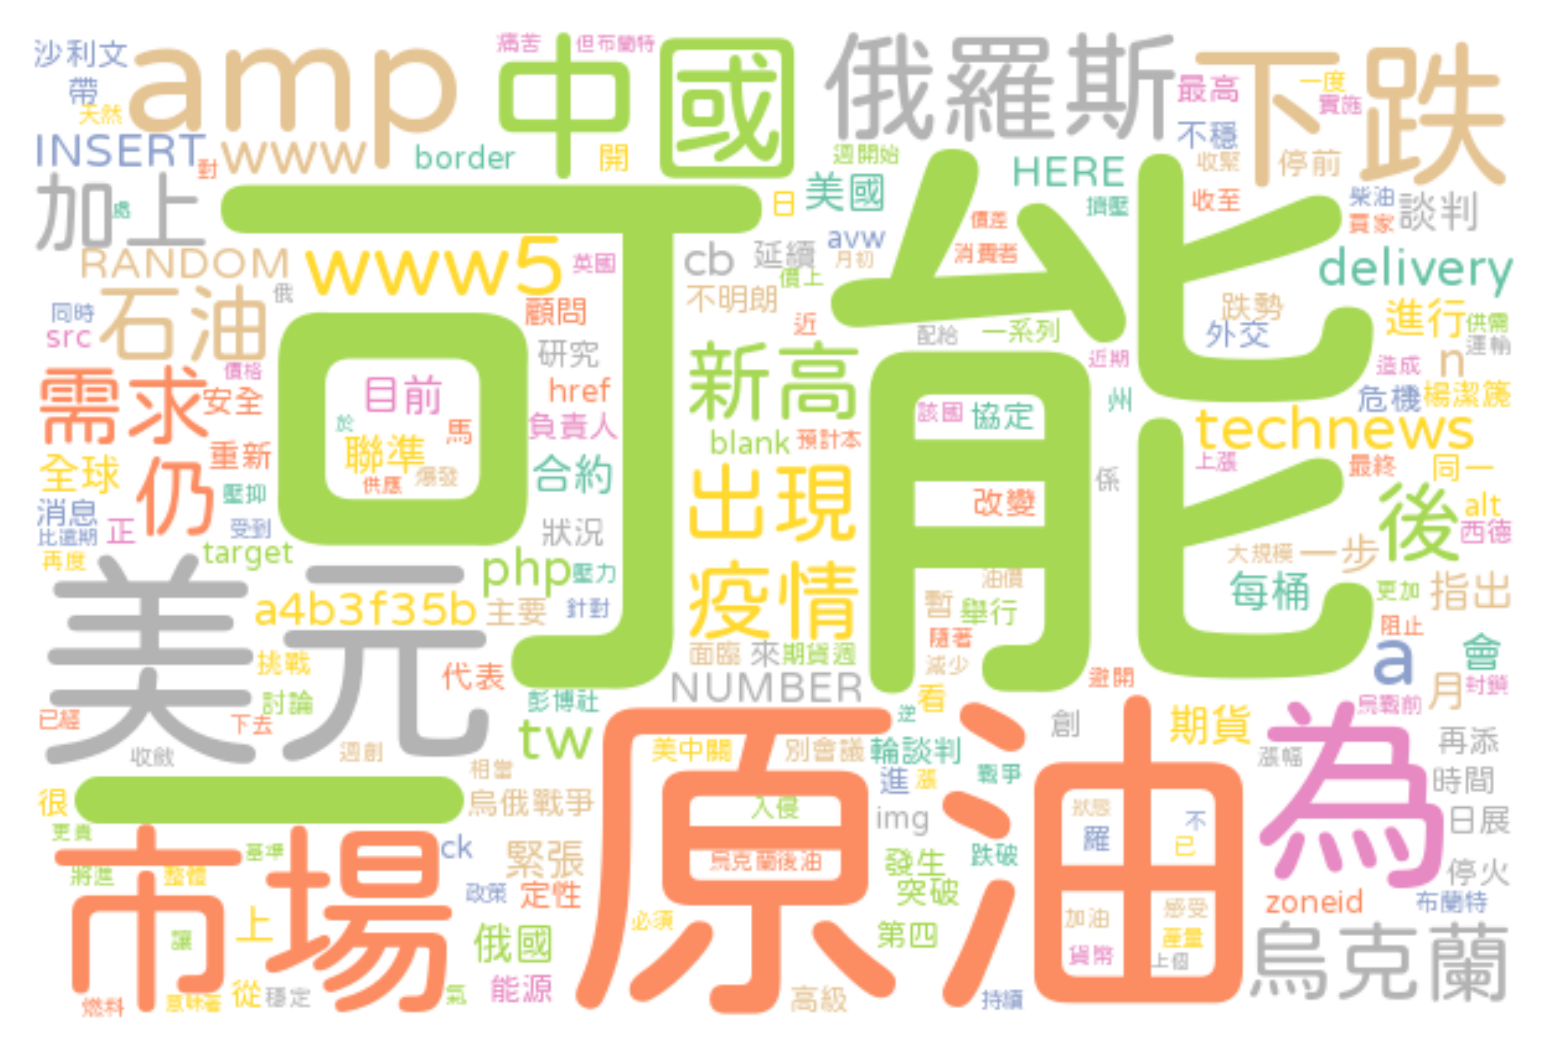 沙利文
帶
天然
amp
痛苦
但布蘭特
中國
俄羅斯
最高
下跌
一度
實施
INSERT
對
www
border
開
週開始
HERE
不穩
收緊
停前
加上
處
日
美國
擠壓
收至
柴油
買家
談判
可能
RANDOM
俄
www5
英國
cb
延續
avw
月初
價上
價差
消費者
delivery
同時
src
石油
顧問
不明朗
近
配給
一系列
跌勢
外交
進行
供需
運輸
研究
近期
造成
n
需求
價格
安全
目前
href
新高
該國
協定
州
危機
楊潔篪
於
聯準
馬
負責人
blank
預計本
technews
全球
仍
重新
供應
爆發
合約
出現
改變
係
上漲
最終
同一
消息
比遠期
正
壓抑
受到
狀況
後
alt
西德
再度
target
php
壓力
疫情
油價
大規模
一步
美元
a4b3f35b
主要
針對
暫
舉行
每桶
更加
指出
挑戰
面臨
來
期貨週
隨著
減少
阻止
a
會
代表
NUMBER
避開
月
封鎖
已經
討論
下去
彭博社
看
逆
烏戰前
收斂
週創
tw
原油
美中關
別會議
輪談判
創
期貨
為
再添
漲幅
很
一
相當
烏俄戰爭
進
漲
戰爭
時間
更貴
市場
基準
ck
入侵
img
狀態
羅
不
已
日展
將進
整體
緊張
烏克蘭後油
發生
跌破
停火
政策
定性
突破
zoneid
布蘭特
讓
上
俄國
必須
第四
加油
感受
產量
烏克蘭
燃料
意味著
從
穩定
氣
能源
高級
持續
貨幣
上個